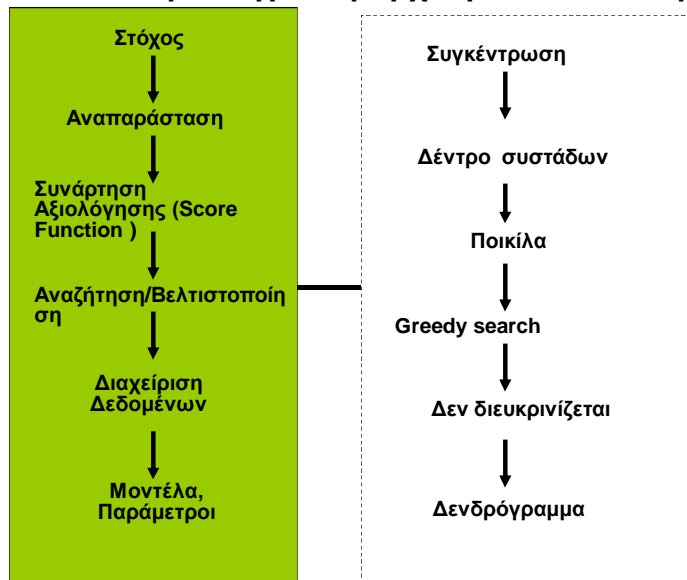 Στόχος
Αναπαράσταση
Συνάρτηση
Αξιολόγησης (Score
Function )
Αναζήτηση/Βελτιστοποίη
ση
Διαχείριση
Δεδομένων
Μοντέλα,
Παράμετροι
Συγκέντρωση
Δέντρο συστάδων
Ποικίλα
Greedy search
Δεν διευκρινίζεται
Δενδρόγραμμα